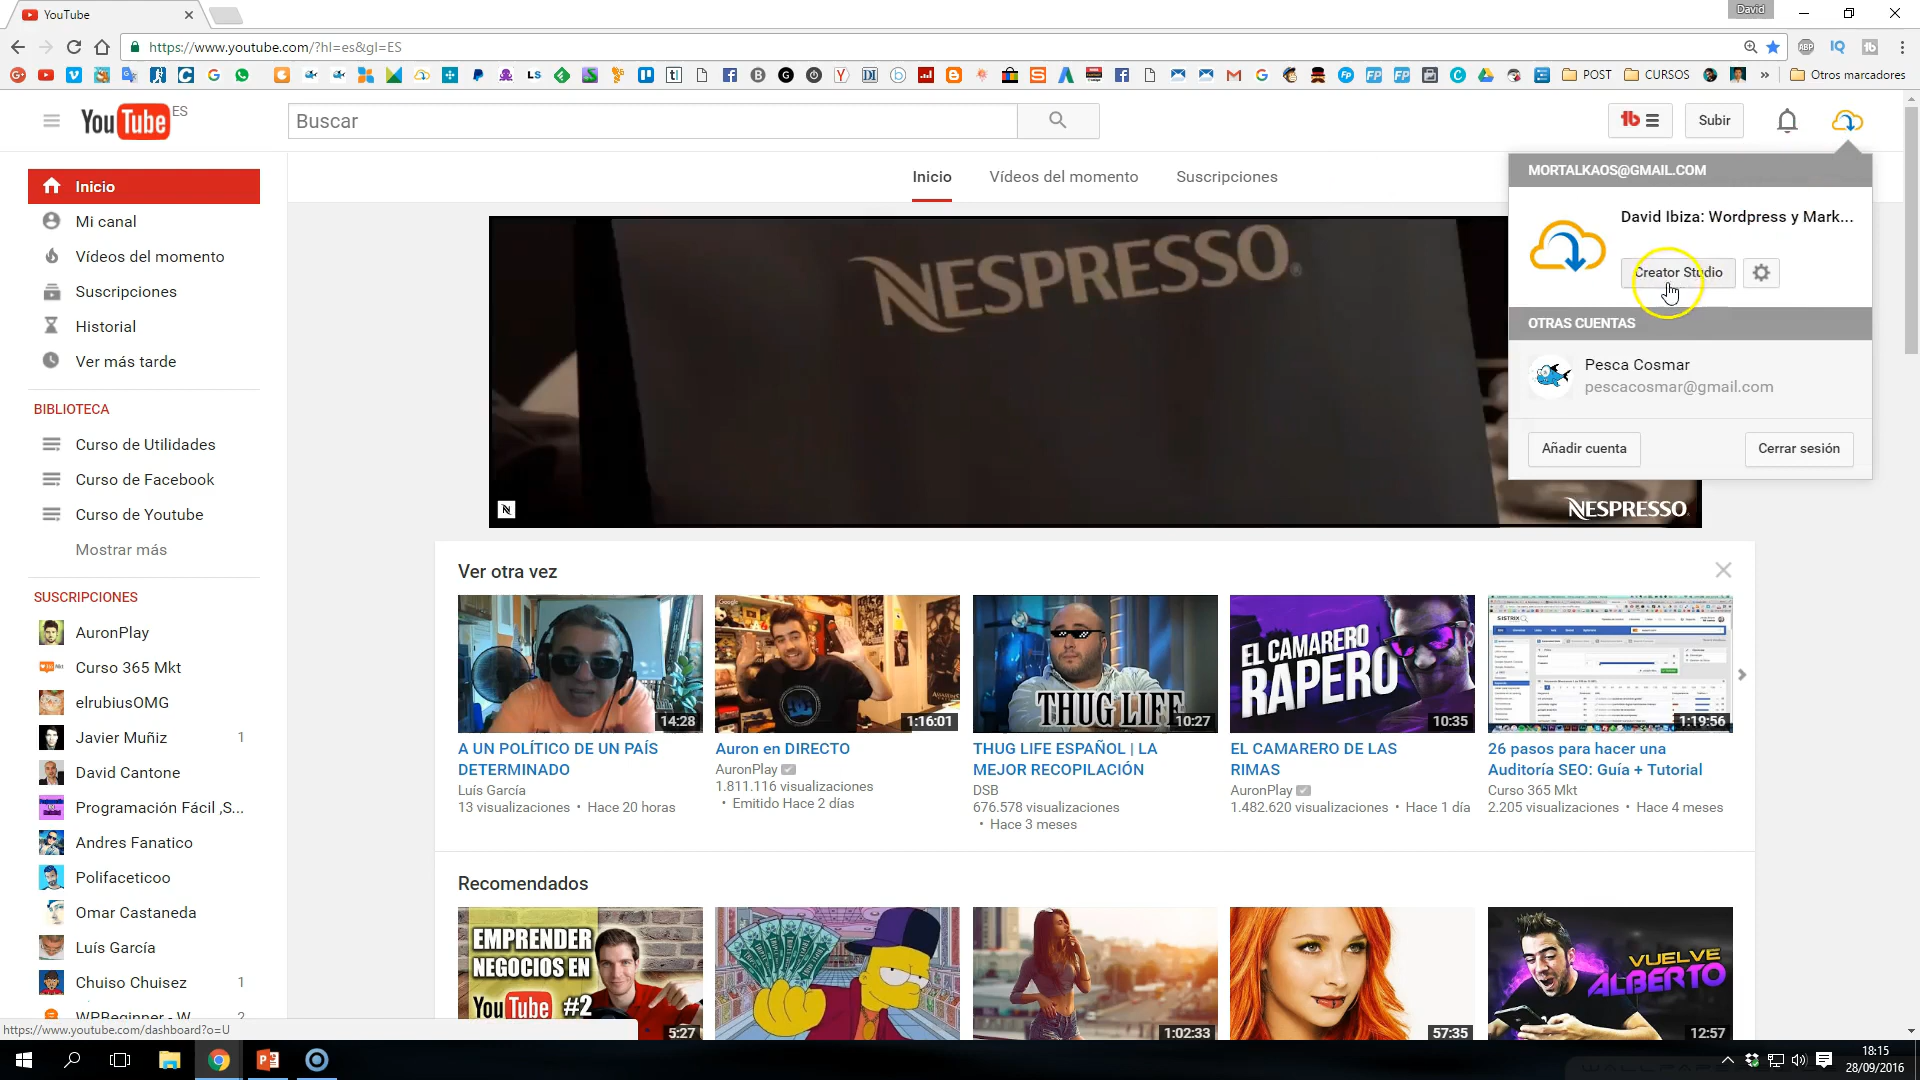 YouTube
David
https://www.youtube.com/?hl=es&gl=ES
POST
CURSOS
Otros marcadores
YouTube ES
Buscar
Subir
Inicio
Vídeos del momento
Suscripciones
MORTALKAOS@GMAIL.COM
David Ibiza: Wordpress y Mark...
Creator Studio
OTRAS CUENTAS
Pesca Cosmar
pescacosmar@gmail.com
Añadir cuenta
Cerrar sesión
Inicio
Mi canal
Vídeos del momento
Suscripciones
Historial
Ver más tarde
BIBLIOTECA
Curso de Utilidades
Curso de Facebook
Curso de Youtube
Mostrar más
SUSCRIPCIONES
AuronPlay
Curso 365 Mkt
elrubiusOMG
Javier Muñiz 1
David Cantone
Programación Fácil ,S...
Andres Fanatico
Polifaceticoo
Omar Castaneda
Luís García
Chuiso Chuisez 1
WPBeginner - W... 2
NESPRESSO
NESPRESSO
Ver otra vez
14:28
A UN POLÍTICO DE UN PAÍS
DETERMINADO
Luís García
13 visualizaciones • Hace 20 horas
1:16:01
Auron en DIRECTO
AuronPlay
1.811.116 visualizaciones
• Emitido Hace 2 días
THUG LIFE
10:27
THUG LIFE ESPAÑOL | LA
MEJOR RECOPILACIÓN
DSB
676.578 visualizaciones
• Hace 3 meses
EL CAMARERO
RAPERO
10:35
EL CAMARERO DE LAS
RIMAS
AuronPlay
1.482.620 visualizaciones • Hace 1 día
SISTRIX
1:19:56
26 pasos para hacer una
Auditoría SEO: Guía + Tutorial
Curso 365 Mkt
2.205 visualizaciones • Hace 4 meses
Recomendados
EMPRENDER
NEGOCIOS EN
YouTube #2
5:27
1:02:33
57:35
VUELVE
ALBERTO
12:57
https://www.youtube.com/dashboard?o=U
18:15
28/09/2016